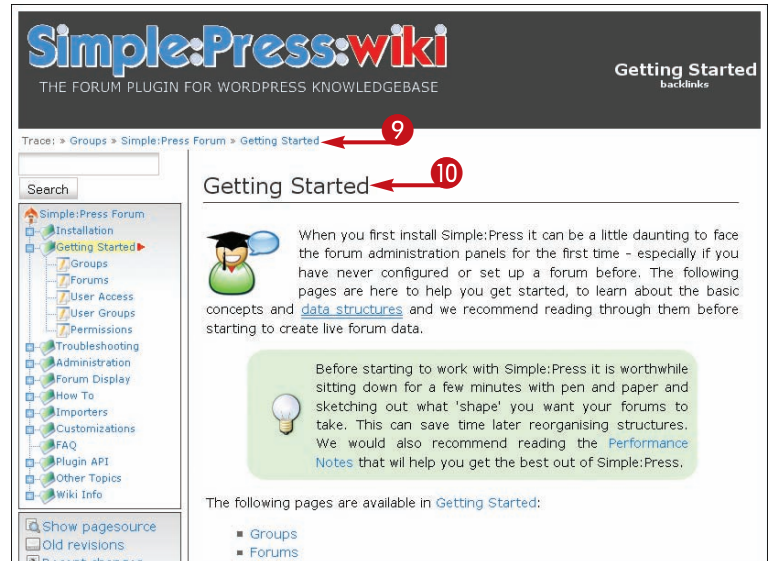 Simple:Press:wiki
THE FORUM PLUGIN FOR WORDPRESS KNOWLEDGEBASE
Getting Started
backlinks
Trace: » Groups » Simple:Press Forum » Getting Started
9
Search
Simple:Press Forum
Installation
Getting Started
Groups
Forums
User Access
User Groups
Permissions
Troubleshooting
Administration
Forum Display
How To
Importers
Customizations
FAQ
Plugin API
Other Topics
Wiki Info
Show pagesource
Old revisions
Recent changes
Getting Started
10
When you first install Simple:Press it can be a little daunting to face
the forum administration panels for the first time - especially if you
have never configured or set up a forum before. The following
pages are here to help you get started, to learn about the basic
concepts and data structures and we recommend reading through them before
starting to create live forum data.
Before starting to work with Simple:Press it is worthwhile
sitting down for a few minutes with pen and paper and
sketching out what 'shape' you want your forums to
take. This can save time later reorganising structures.
We would also recommend reading the Performance
Notes that wil help you get the best out of Simple:Press.
The following pages are available in Getting Started:
Groups
Forums